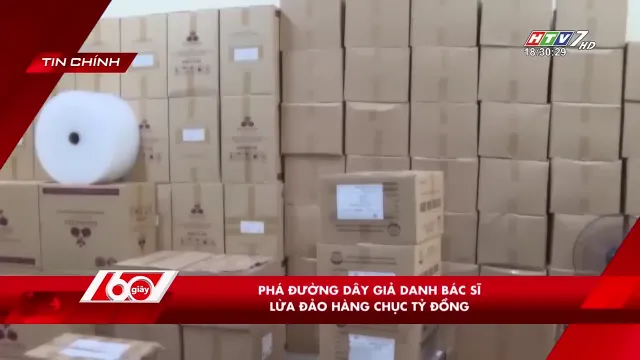 TIN CHÍNH
HTV7 HD
18:30:29
60 giây
PHÁ ĐƯỜNG DÂY GIẢ DANH BÁC SĨ
LỪA ĐẢO HÀNG CHỤC TỶ ĐỒNG